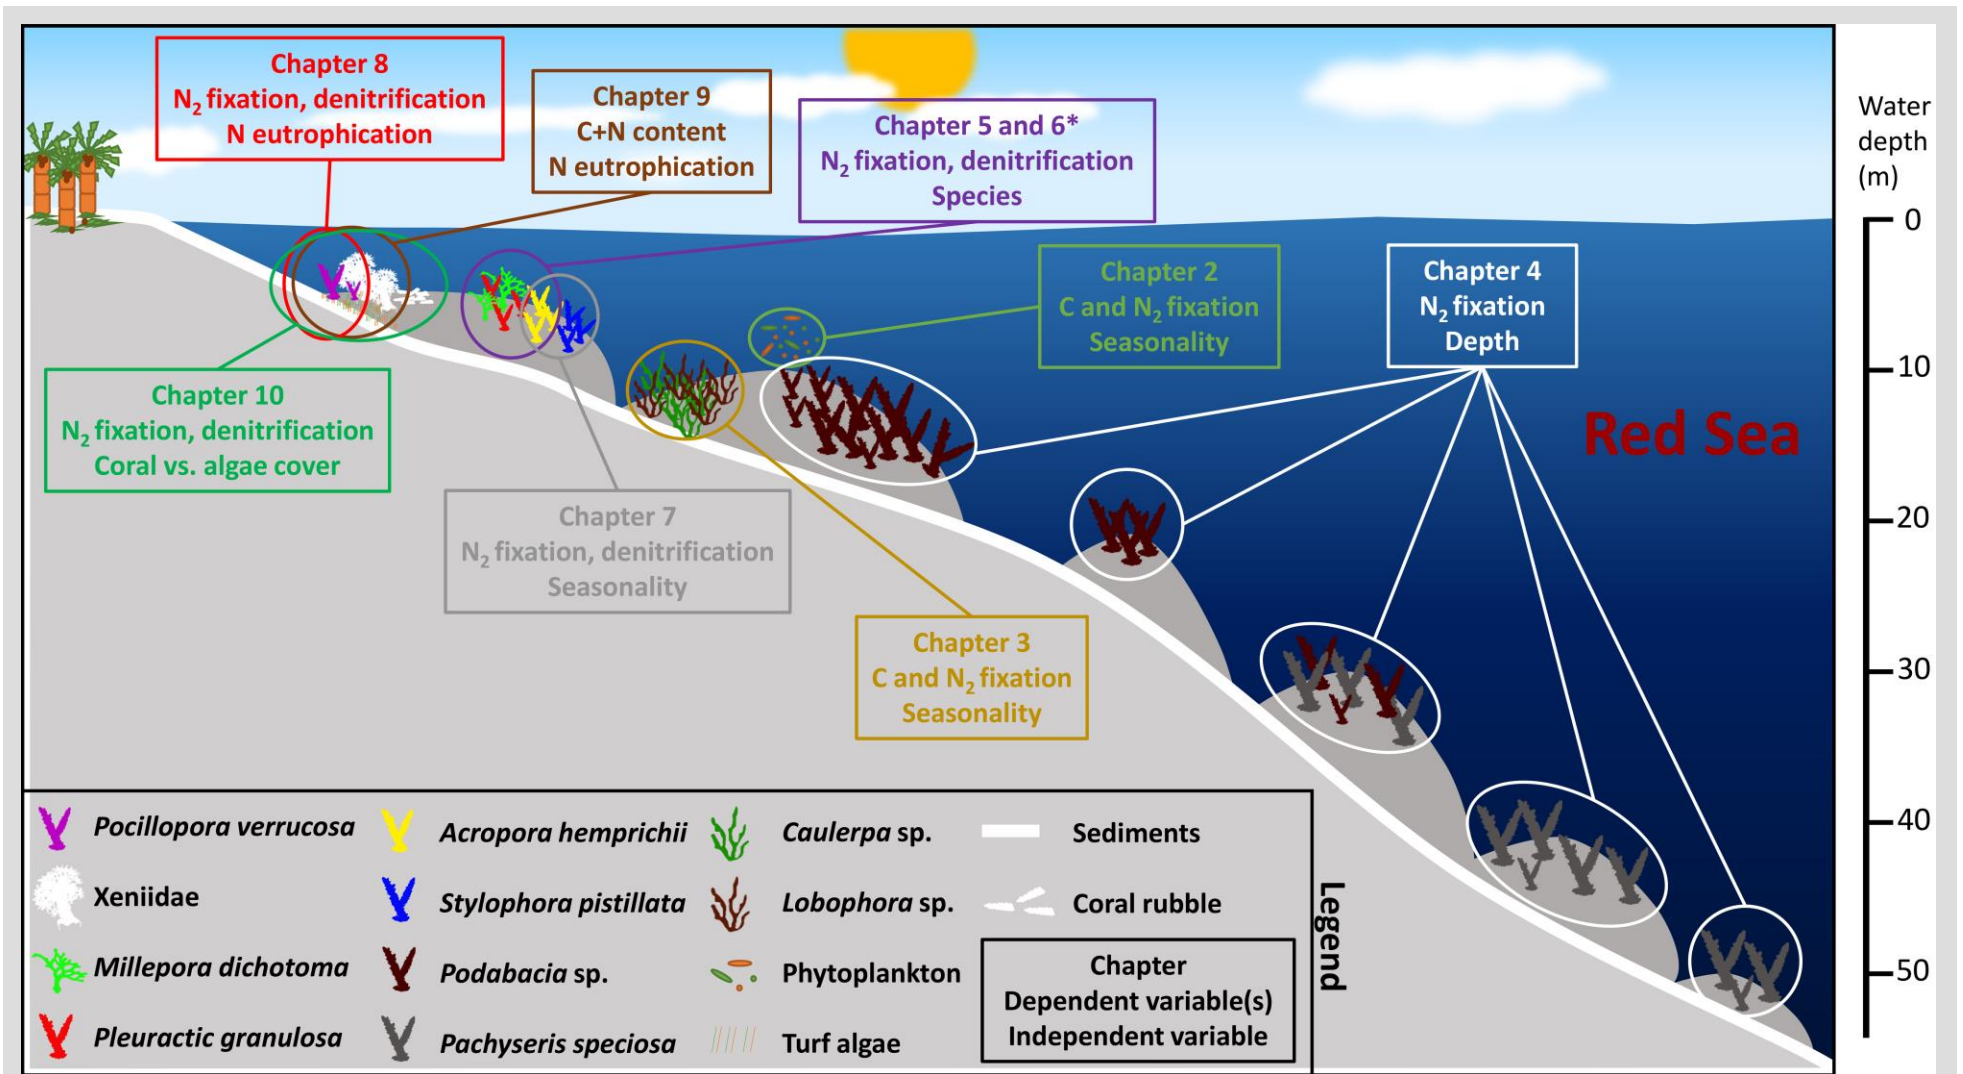 Chapter 8
N₂ fixation, denitrification
N eutrophication
Chapter 9
C+N content
N eutrophication
Chapter 5 and 6*
N₂ fixation, denitrification
Species
Water
depth
(m)
Chapter 2
C and N₂ fixation
Seasonality
Chapter 4
N₂ fixation
Depth
Chapter 10
N₂ fixation, denitrification
Coral vs. algae cover
Red Sea
Chapter 7
N₂ fixation, denitrification
Seasonality
Chapter 3
C and N₂ fixation
Seasonality
0
10
20
30
40
50
Pocillopora verrucosa
Xeniidae
Millepora dichotoma
Pleuractic granulosa
Acropora hemprichii
Stylophora pistillata
Podabacia sp.
Pachyseris speciosa
Caulerpa sp.
Lobophora sp.
Phytoplankton
Turf algae
Sediments
Coral rubble
Chapter
Dependent variable(s)
Independent variable
Legend